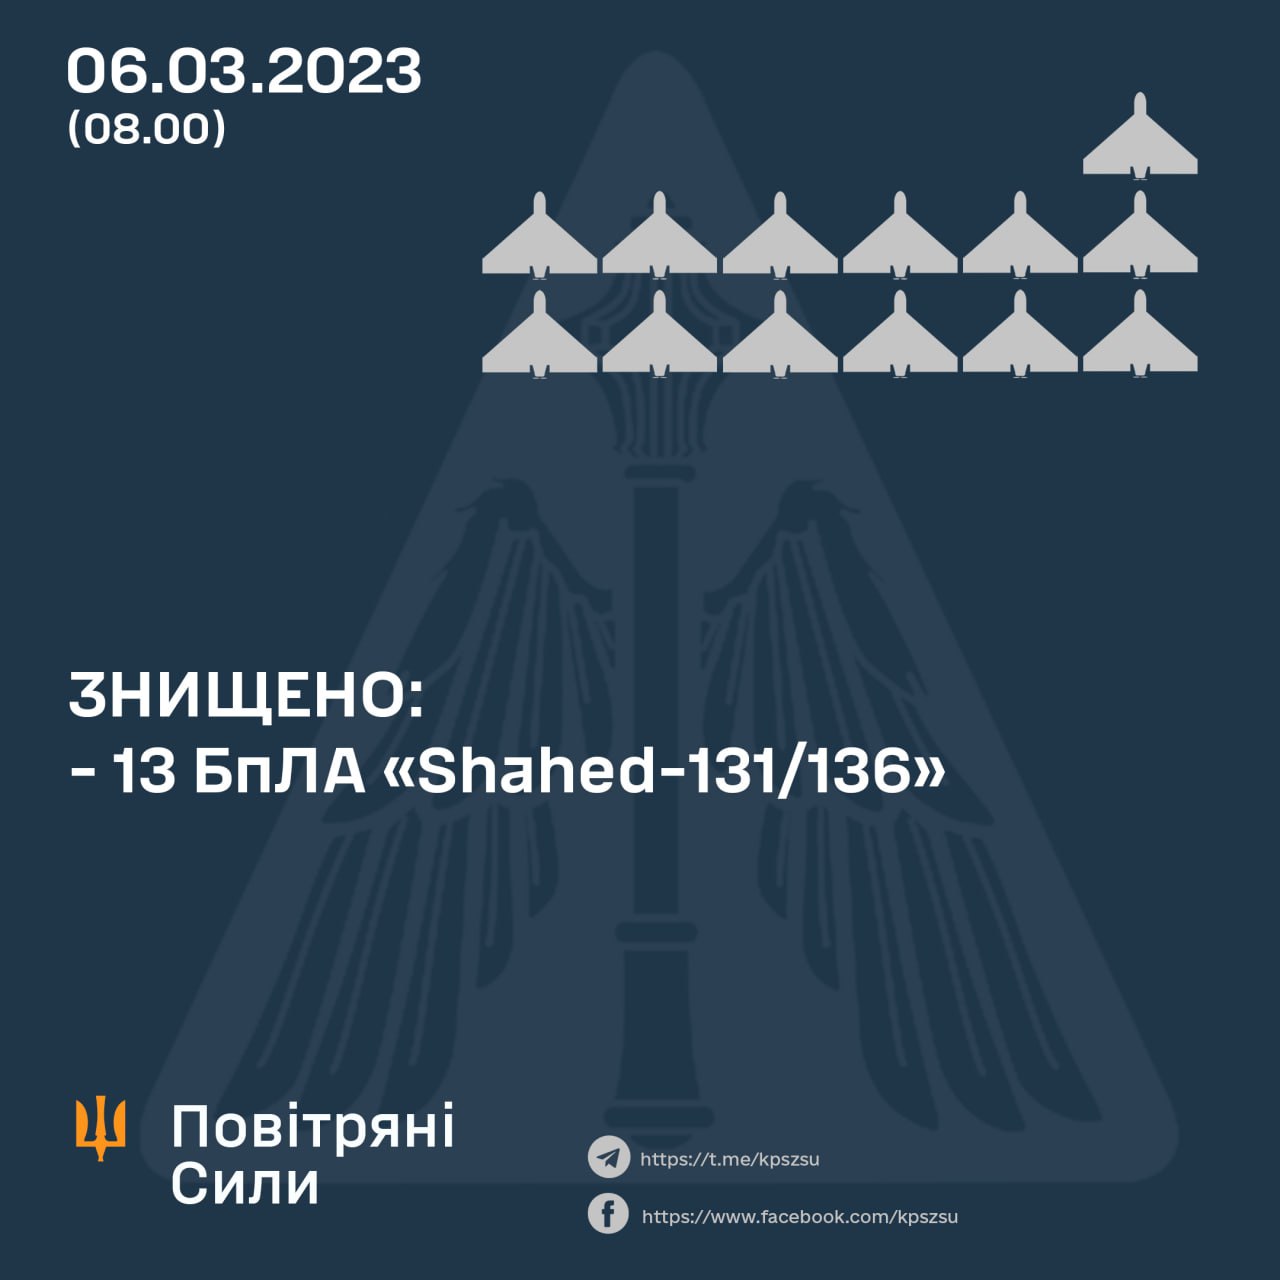 06.03.2023
(08.00)
ЗНИЩЕНО:
- 13 БпЛА «Shahed-131/136»
Повітряні
Сили
https://t.me/kpszsu
https://www.facebook.com/kpszsu